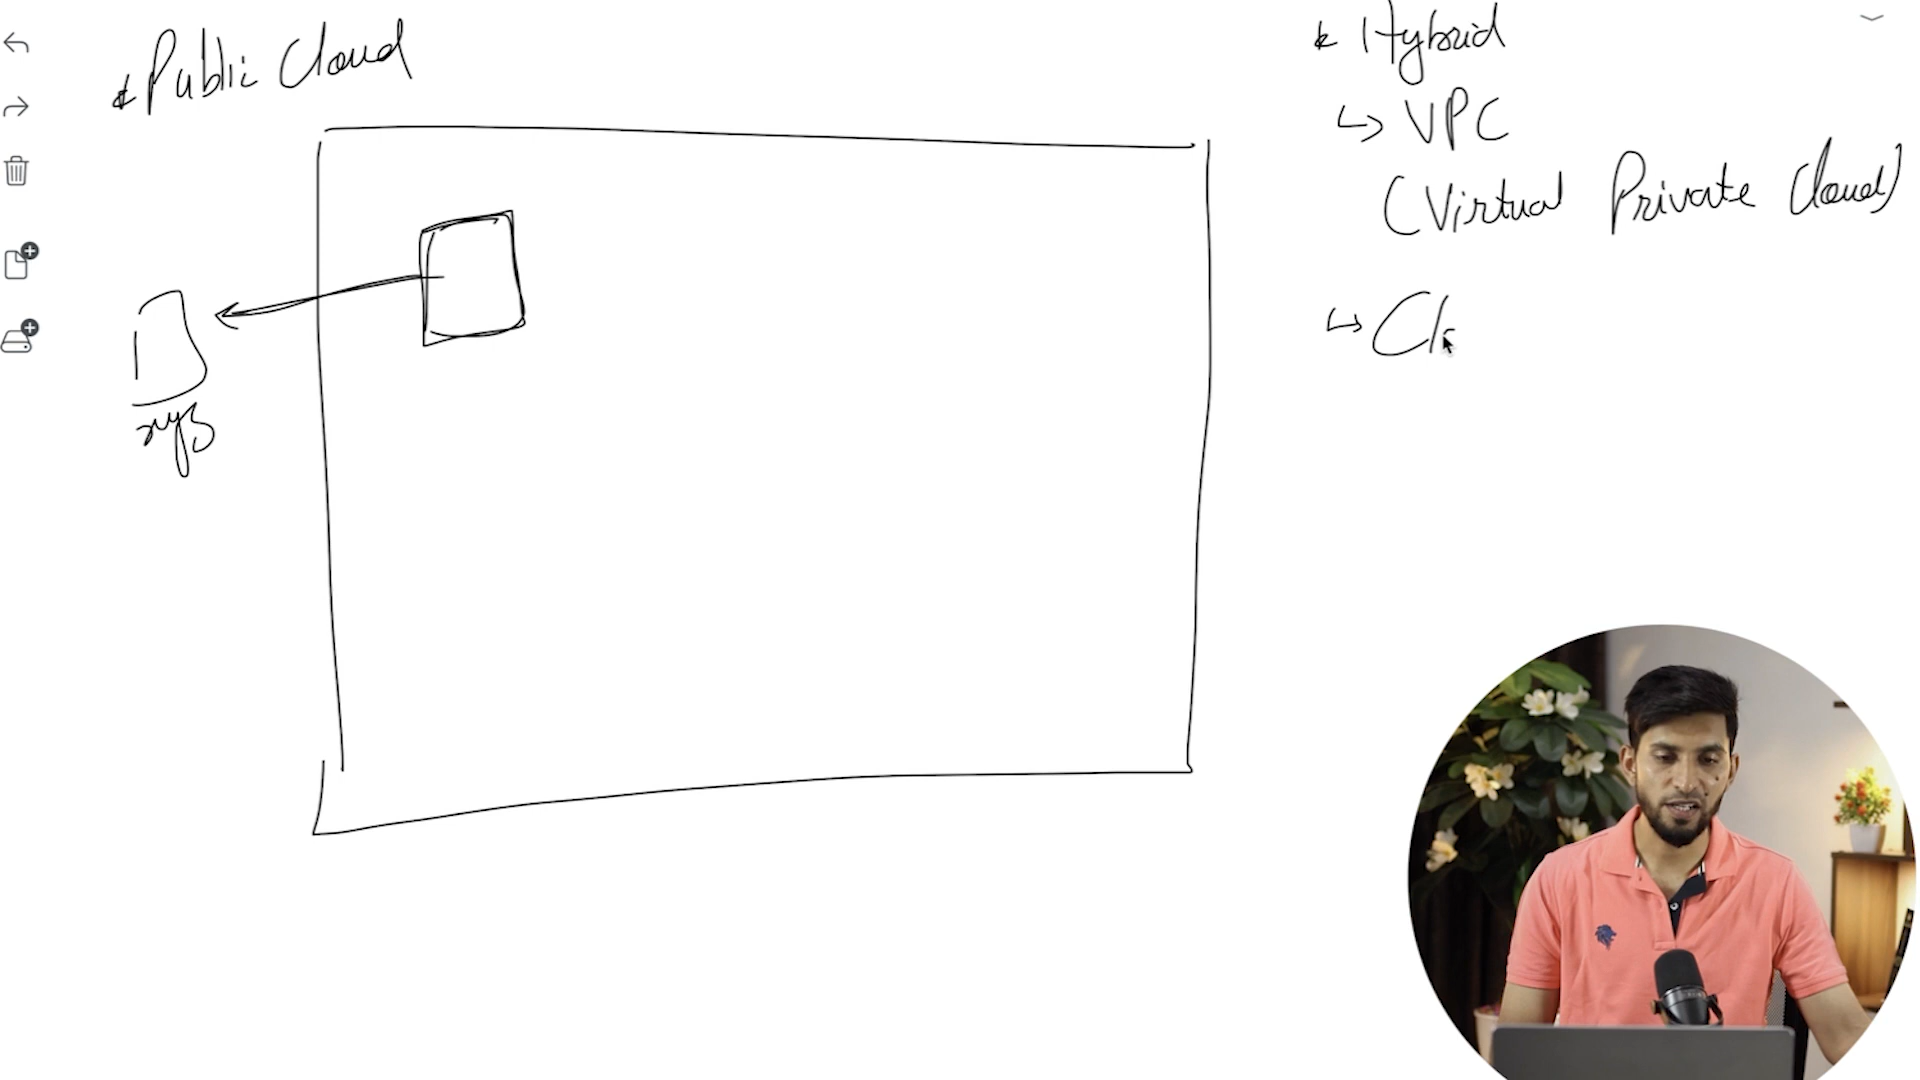 Public Cloud
xyz
* Hybrid
↳ VPC
(Virtual Private Cloud)
↳ Cl